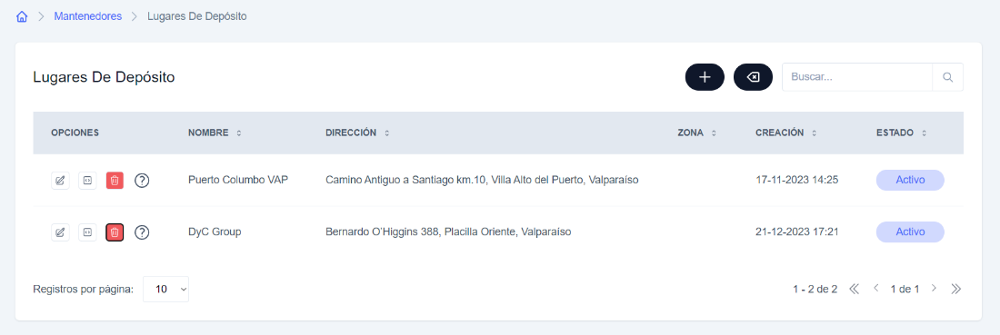 Mantenedores Lugares De Depósito
Lugares De Depósito
Buscar...
OPCIONES NOMBRE DIRECCIÓN ZONA CREACIÓN ESTADO
Puerto Columbo VAP Camino Antiguo a Santiago km.10, Villa Alto del Puerto, Valparaíso 17-11-2023 14:25 Activo
DyC Group Bernardo O'Higgins 388, Placilla Oriente, Valparaíso 21-12-2023 17:21 Activo
Registros por página: 10 1 - 2 de 2 1 de 1